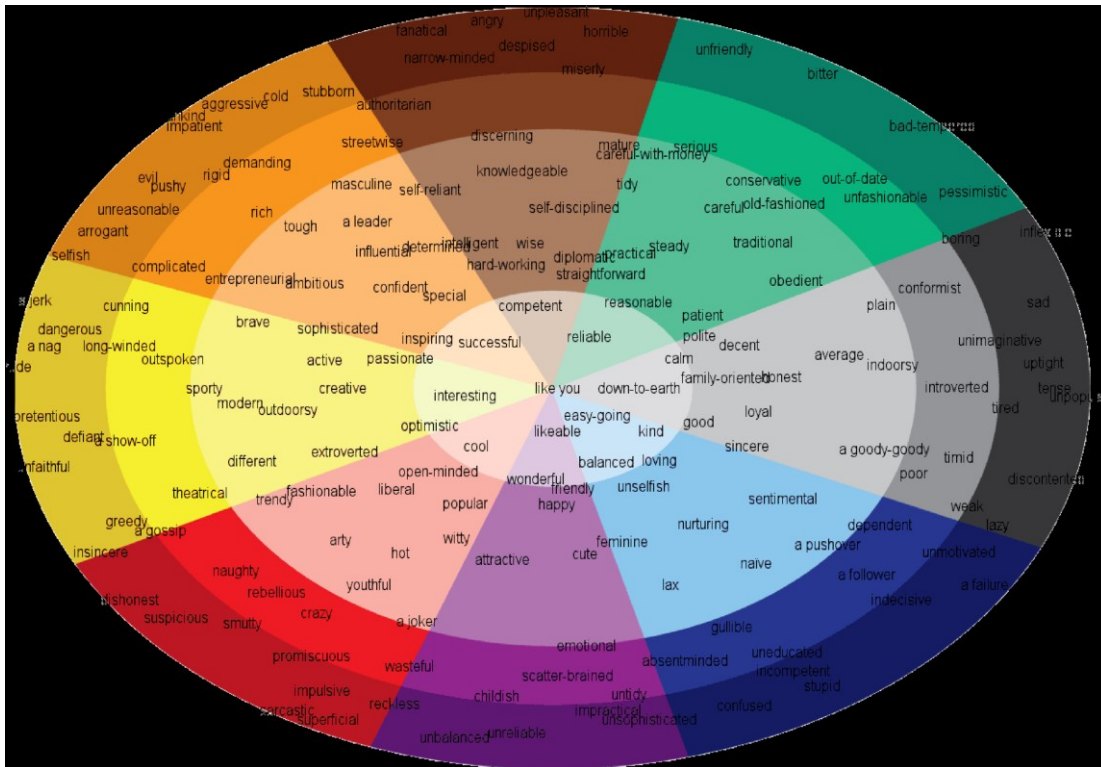 unpleasant
angry
fanatical
horrible
despised
narrow-minded
unfriendly
miserly
bitter
stubborn
cold
aggressive
authoritarian
impatient
streetwise
discerning
mature
serious
careful-with-money
demanding
rigid
evil
pushy
masculine
self-reliant
knowledgeable
tidy
conservative
out-of-date
unfashionable
pessimistic
unreasonable
rich
a leader
tough
self-disciplined
careful
old-fashioned
arrogant
influential
determined
intelligent
wise
diplomatic
practical
steady
traditional
boring
selfish
complicated
hard-working
straightforward
entrepreneurial
ambitious
confident
special
obedient
conformist
competent
reasonable
plain
sad
cunning
jerk
dangerous
brave
sophisticated
patient
a nag
long-winded
inspiring
successful
reliable
polite
decent
unimaginative
outspoken
active
passionate
calm
average
indoorsy
uptight
sporty
creative
interesting
like you
down-to-earth
family-oriented
honest
introverted
tense
modern
outdoorsy
pretentious
easy-going
loyal
tired
defiant
a show-off
optimistic
likeable
kind
good
cool
sincere
different
extroverted
balanced
loving
a goody-goody
timid
open-minded
wonderful
unselfish
poor
theatrical
trendy
fashionable
liberal
friendly
popular
happy
sentimental
weak
greedy
a gossip
nurturing
dependent
lazy
insincere
arty
hot
witty
attractive
cute
feminine
a pushover
unmotivated
naughty
rebellious
youthful
lax
naïve
a follower
a failure
dishonest
suspicious
smutty
crazy
a joker
gullible
indecisive
promiscuous
wasteful
emotional
absentminded
uneducated
incompetent
scatter-brained
stupid
impulsive
childish
untidy
impractical
confused
sarcastic
superficial
unsophisticated
unbalanced
unreliable